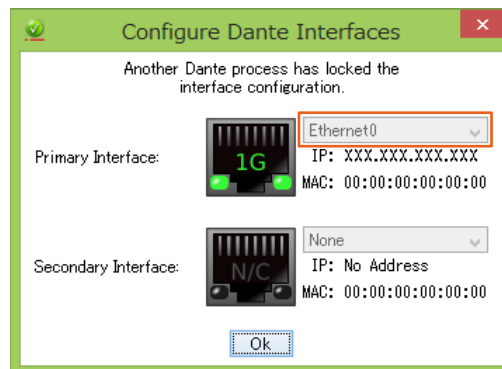 Configure Dante Interfaces
Another Dante process has locked the
interface configuration.
Primary Interface:
1G
Ethernet0
IP: XXX.XXX.XXX.XXX
MAC: 00:00:00:00:00:00
Secondary Interface:
N/C
None
IP: No Address
MAC: 00:00:00:00:00:00
Ok